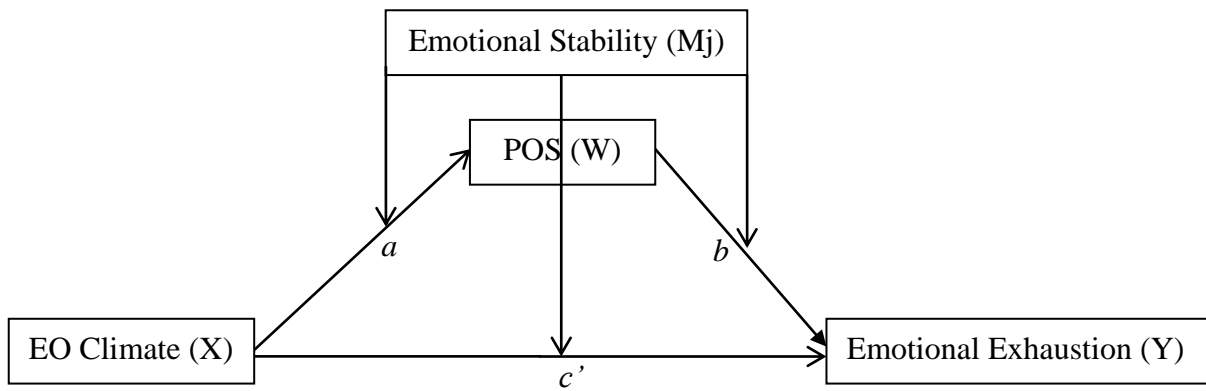 Emotional Stability (Mj)
POS (W)
a
b
EO Climate (X)
Emotional Exhaustion (Y)
c’